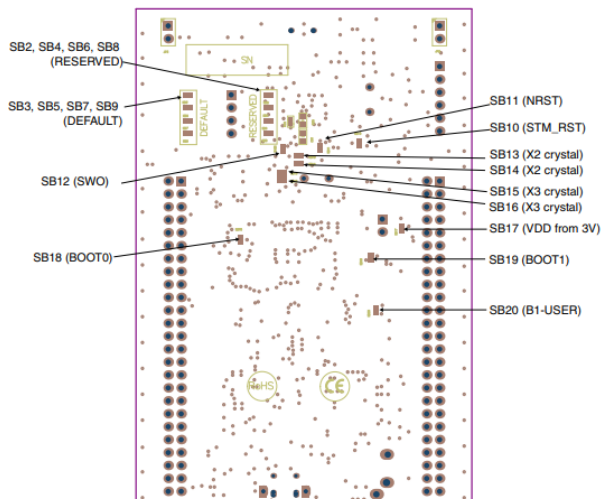 SB2, SB4, SB6, SB8
(RESERVED)
SB3, SB5, SB7, SB9
(DEFAULT)
SN
DEFAULT
RESERVED
SB11 (NRST)
SB10 (STM_RST)
SB13 (X2 crystal)
SB14 (X2 crystal)
SB12 (SWO)
SB15 (X3 crystal)
SB16 (X3 crystal)
SB17 (VDD from 3V)
SB18 (BOOT0)
SB19 (BOOT1)
SB20 (B1-USER)
RoHS
CE